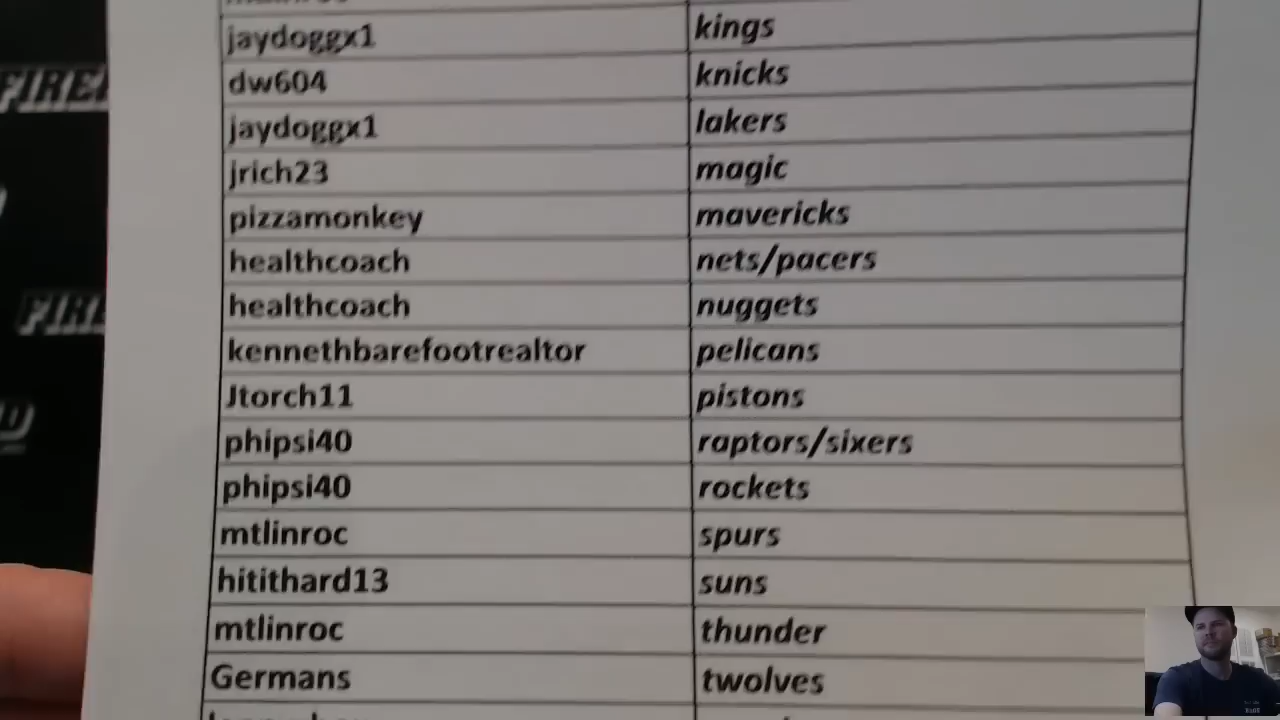 jaydoggx1 kings
dw604 knicks
jaydoggx1 lakers
jrich23 magic
pizzamonkey mavericks
healthcoach nets/pacers
healthcoach nuggets
kennethbarefootrealtor pelicans
Jtorch11 pistons
phipsi40 raptors/sixers
phipsi40 rockets
mtlinroc spurs
hitithard13 suns
mtlinroc thunder
Germans twolves